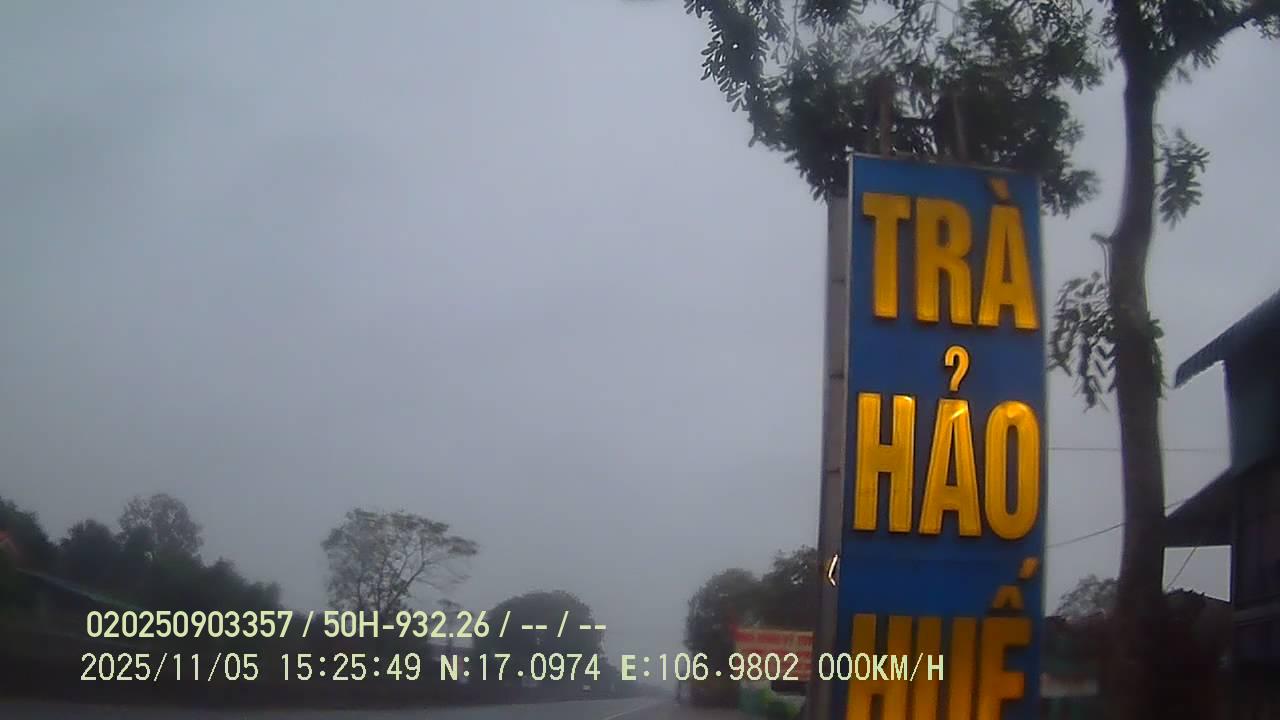 TRÀ
HẢO
HUẾ
020250903357 / 50H-932.26 / -- / --
2025/11/05 15:25:49 N:17.0974 E:106.9802 000KM/H